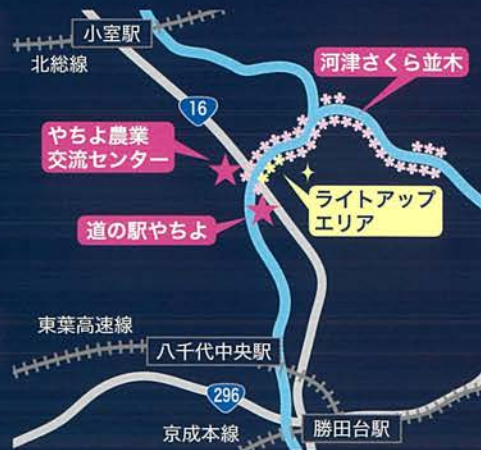 小室駅
北総線
河津さくら並木
16
やちよ農業
交流センター
ライトアップ
エリア
道の駅やちよ
東葉高速線
八千代中央駅
296
京成本線
勝田台駅